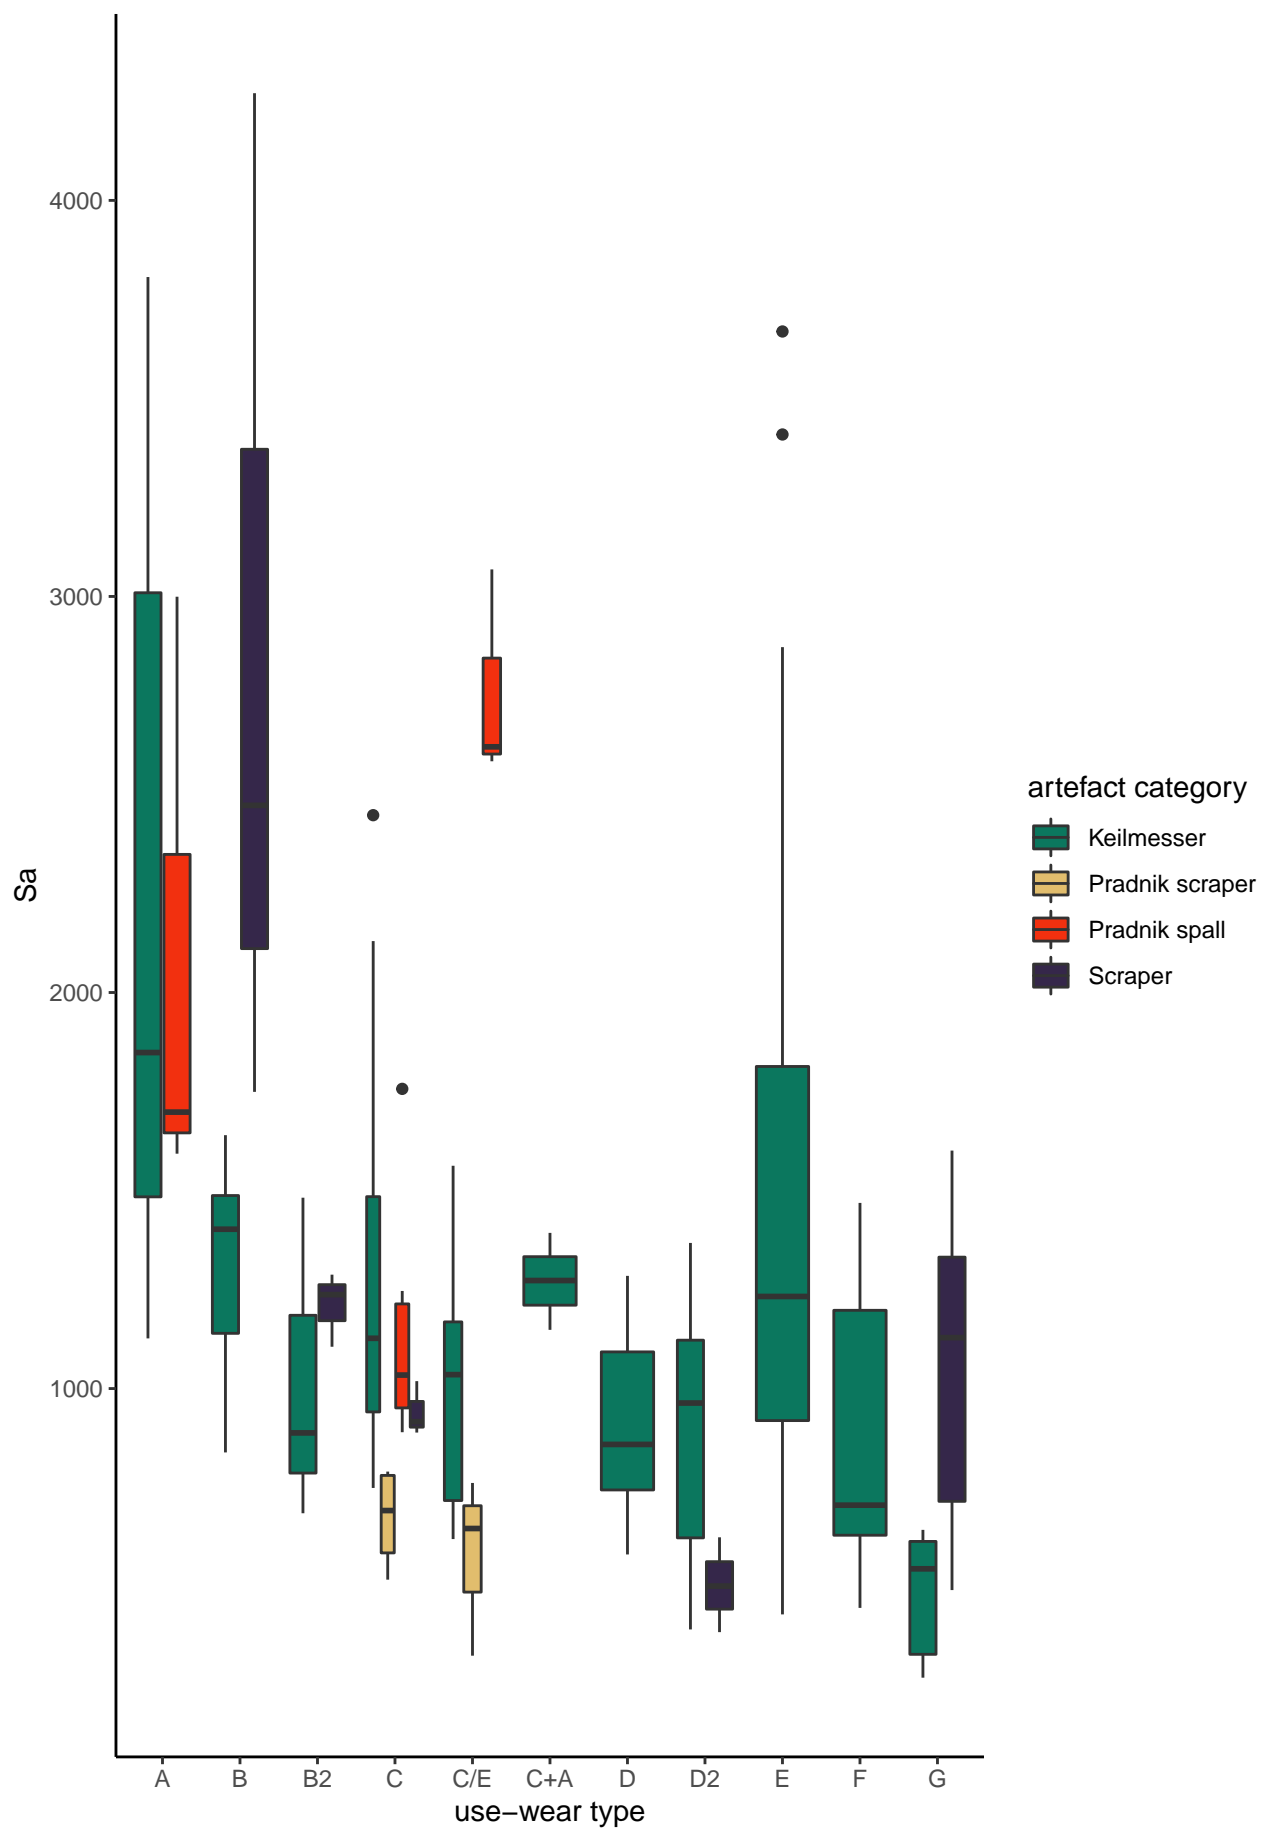 4000
3000
2000
1000
Sa
A B B2 C C/E C+A D D2 E F G
use−wear type
artefact category
Keilmesser
Pradnik scraper
Pradnik spall
Scraper